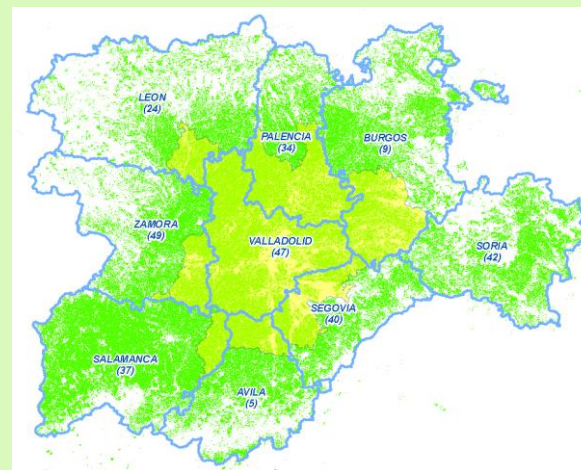 LEON
(24)
PALENCIA
(34)
BURGOS
(9)
ZAMORA
(49)
VALLADOLID
(47)
SORIA
(42)
SEGOVIA
(40)
SALAMANCA
(37)
AVILA
(5)